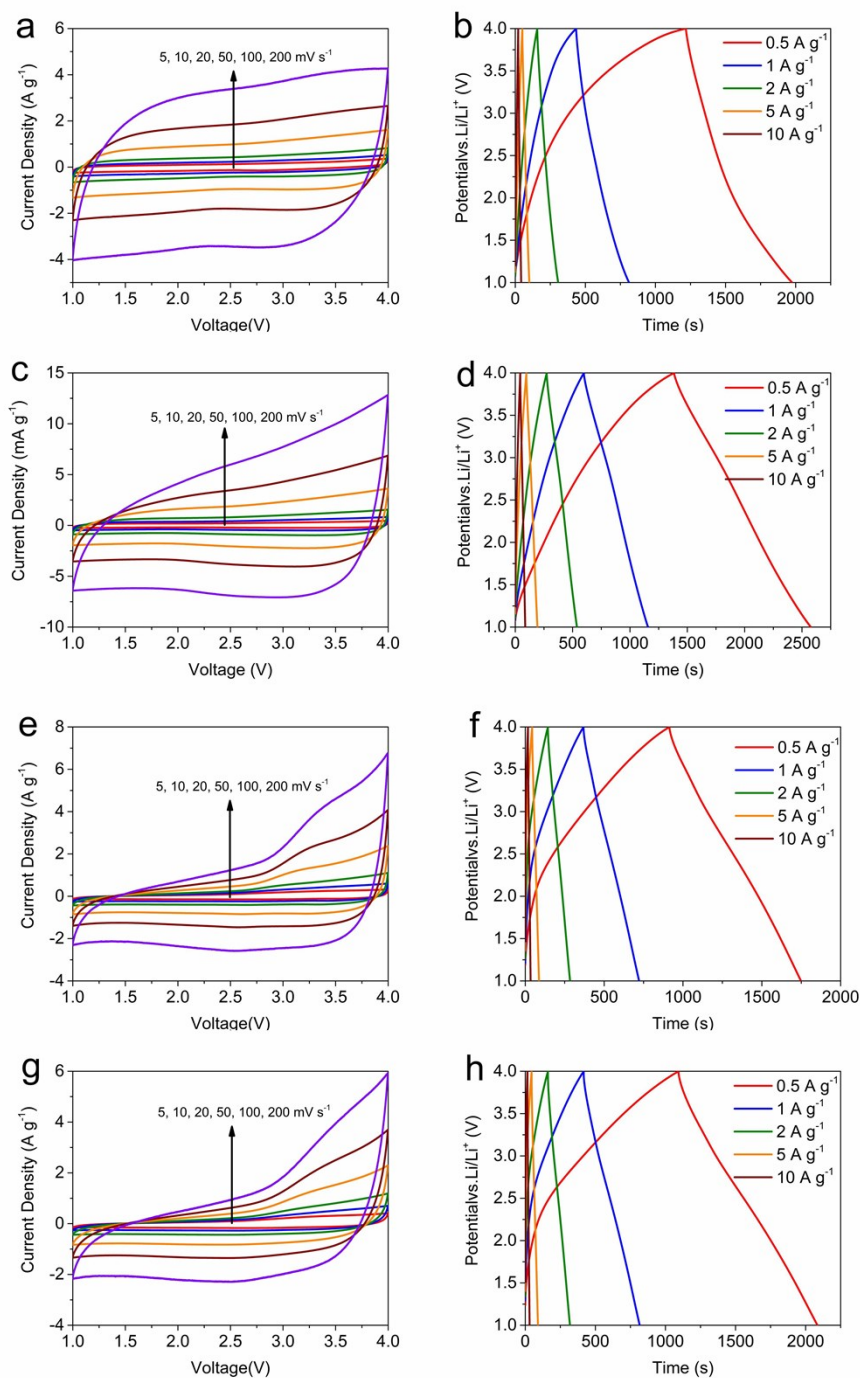 a
6
4
2
0
-2
-4
Current Density (A g⁻¹)
5, 10, 20, 50, 100, 200 mV s⁻¹
1.0 1.5 2.0 2.5 3.0 3.5 4.0
Voltage(V)
b
4.0
3.5
3.0
2.5
2.0
1.5
1.0
Potentialvs.Li/Li⁺ (V)
0.5 A g⁻¹
1 A g⁻¹
2 A g⁻¹
5 A g⁻¹
10 A g⁻¹
0 500 1000 1500 2000
Time (s)
c
15
10
5
0
-5
-10
Current Density (mA g⁻¹)
5, 10, 20, 50, 100, 200 mV s⁻¹
1.0 1.5 2.0 2.5 3.0 3.5 4.0
Voltage (V)
d
4.0
3.5
3.0
2.5
2.0
1.5
1.0
Potentialvs.Li/Li⁺ (V)
0.5 A g⁻¹
1 A g⁻¹
2 A g⁻¹
5 A g⁻¹
10 A g⁻¹
0 500 1000 1500 2000 2500
Time (s)
e
8
6
4
2
0
-2
-4
Current Density (A g⁻¹)
5, 10, 20, 50, 100, 200 mV s⁻¹
1.0 1.5 2.0 2.5 3.0 3.5 4.0
Voltage(V)
f
4.0
3.5
3.0
2.5
2.0
1.5
1.0
Potentialvs.Li/Li⁺ (V)
0.5 A g⁻¹
1 A g⁻¹
2 A g⁻¹
5 A g⁻¹
10 A g⁻¹
0 500 1000 1500 2000
Time (s)
g
6
4
2
0
-2
-4
Current Density (A g⁻¹)
5, 10, 20, 50, 100, 200 mV s⁻¹
1.0 1.5 2.0 2.5 3.0 3.5 4.0
Voltage(V)
h
4.0
3.5
3.0
2.5
2.0
1.5
1.0
Potentialvs.Li/Li⁺ (V)
0.5 A g⁻¹
1 A g⁻¹
2 A g⁻¹
5 A g⁻¹
10 A g⁻¹
0 500 1000 1500 2000
Time (s)